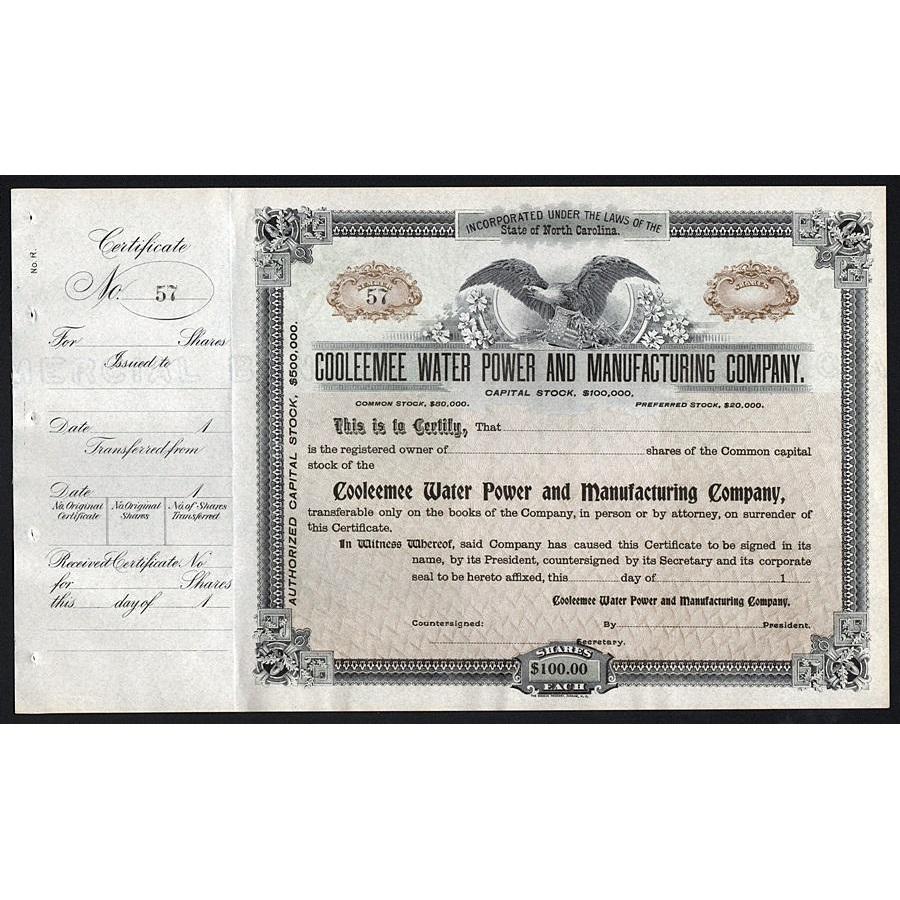 No. R.
Certificate
No. 57
For Shares
Issued to
Date 1
Transferred from
Date 1
No. Original Certificate
No. Original Shares
No. of Shares Transferred
Received Certificate No
for Shares
this day of 1
AUTHORIZED CAPITAL STOCK, $500,000.
INCORPORATED UNDER THE LAWS OF THE
State of North Carolina.
NUMBER
57
SHARES
COOLEEMEE WATER POWER AND MANUFACTURING COMPANY.
CAPITAL STOCK, $100,000,
COMMON STOCK, $80,000. PREFERRED STOCK, $20,000.
This is to Certify, That
is the registered owner of shares of the Common capital
stock of the
Cooleemee Water Power and Manufacturing Company,
transferable only on the books of the Company, in person or by attorney, on surrender of
this Certificate.
In Witness Whereof, said Company has caused this Certificate to be signed in its
name, by its President, countersigned by its Secretary and its corporate
seal to be hereto affixed, this day of 1
Cooleemee Water Power and Manufacturing Company.
Countersigned: By President.
Secretary.
SHARES
$100.00
EACH